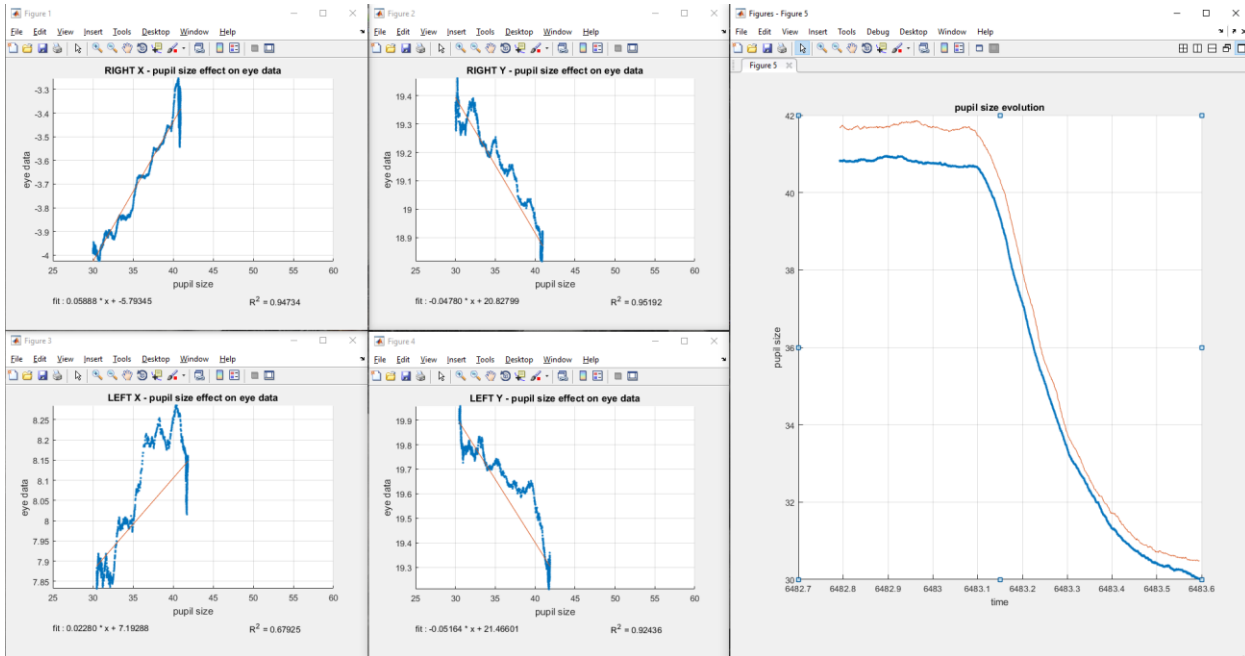 Figure 1
File Edit View Insert Tools Desktop Window Help
RIGHT X - pupil size effect on eye data
eye data
-3.3
-3.4
-3.5
-3.6
-3.7
-3.8
-3.9
-4
25 30 35 40 45 50 55 60
pupil size
fit : 0.05888 * x + -5.79345 R² = 0.94734
Figure 2
File Edit View Insert Tools Desktop Window Help
RIGHT Y - pupil size effect on eye data
eye data
19.4
19.3
19.2
19.1
19
18.9
25 30 35 40 45 50 55 60
pupil size
fit : -0.04780 * x + 20.82799 R² = 0.95192
Figure 3
File Edit View Insert Tools Desktop Window Help
LEFT X - pupil size effect on eye data
eye data
8.25
8.2
8.15
8.1
8.05
8
7.95
7.9
7.85
25 30 35 40 45 50 55 60
pupil size
fit : 0.02280 * x + 7.19288 R² = 0.67925
Figure 4
File Edit View Insert Tools Desktop Window Help
LEFT Y - pupil size effect on eye data
eye data
19.9
19.8
19.7
19.6
19.5
19.4
19.3
25 30 35 40 45 50 55 60
pupil size
fit : -0.05164 * x + 21.46601 R² = 0.92436
Figures - Figure 5
File Edit View Insert Tools Debug Desktop Window Help
Figure 5
pupil size evolution
pupil size
42
40
38
36
34
32
30
6482.7 6482.8 6482.9 6483 6483.1 6483.2 6483.3 6483.4 6483.5 6483.6
time